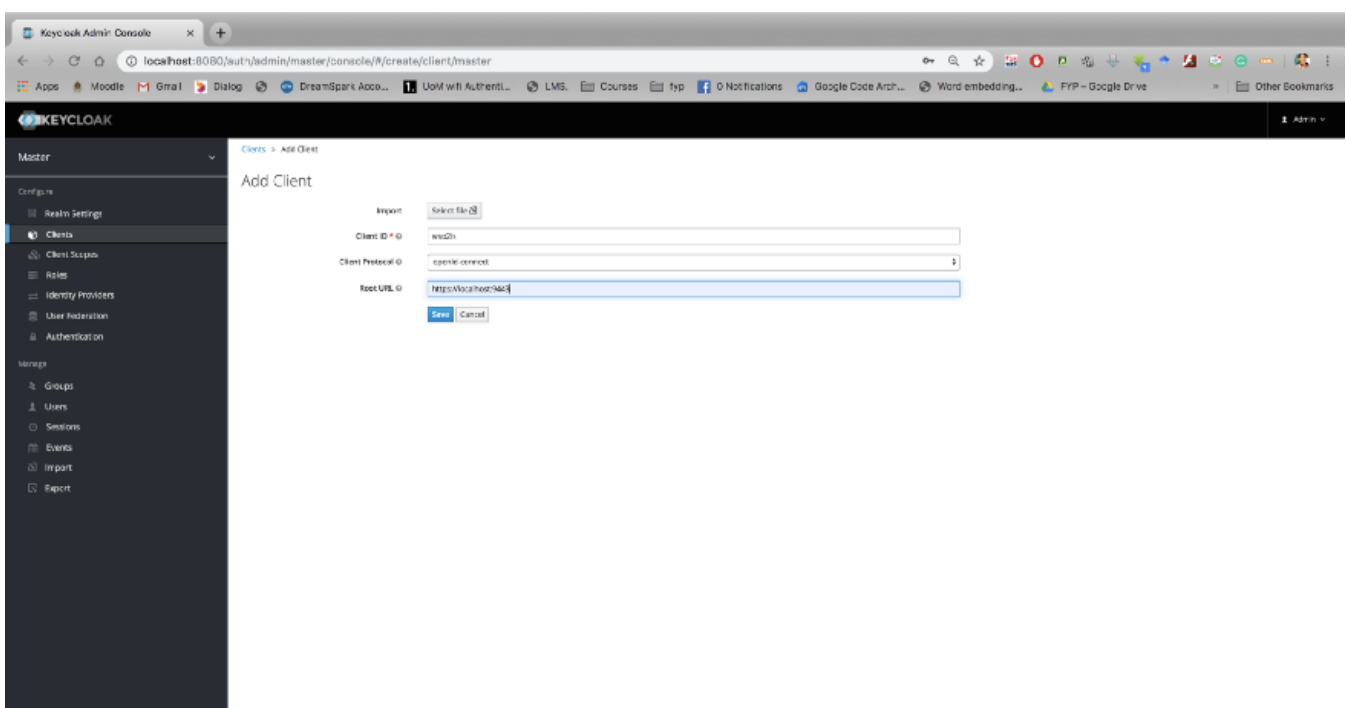 Keycloak Admin Console
localhost:8080/auth/admin/master/console/#/create/client/master
Apps Moodle Gmail Dialog DreamSpark Acco... UoM wifi Authenti... LMS. Courses fyp 0 Notifications Google Code Arch... Word embedding... FYP – Google Drive » Other Bookmarks
KEYCLOAK Admin
Master
Clients > Add Client
Add Client
Configure
Realm Settings
Clients
Client Scopes
Roles
Identity Providers
User Federation
Authentication
Manage
Groups
Users
Sessions
Events
Import
Export
Import Select file
Client ID *
Client Protocol openid-connect
Root URL https://localhost:9443
Save Cancel